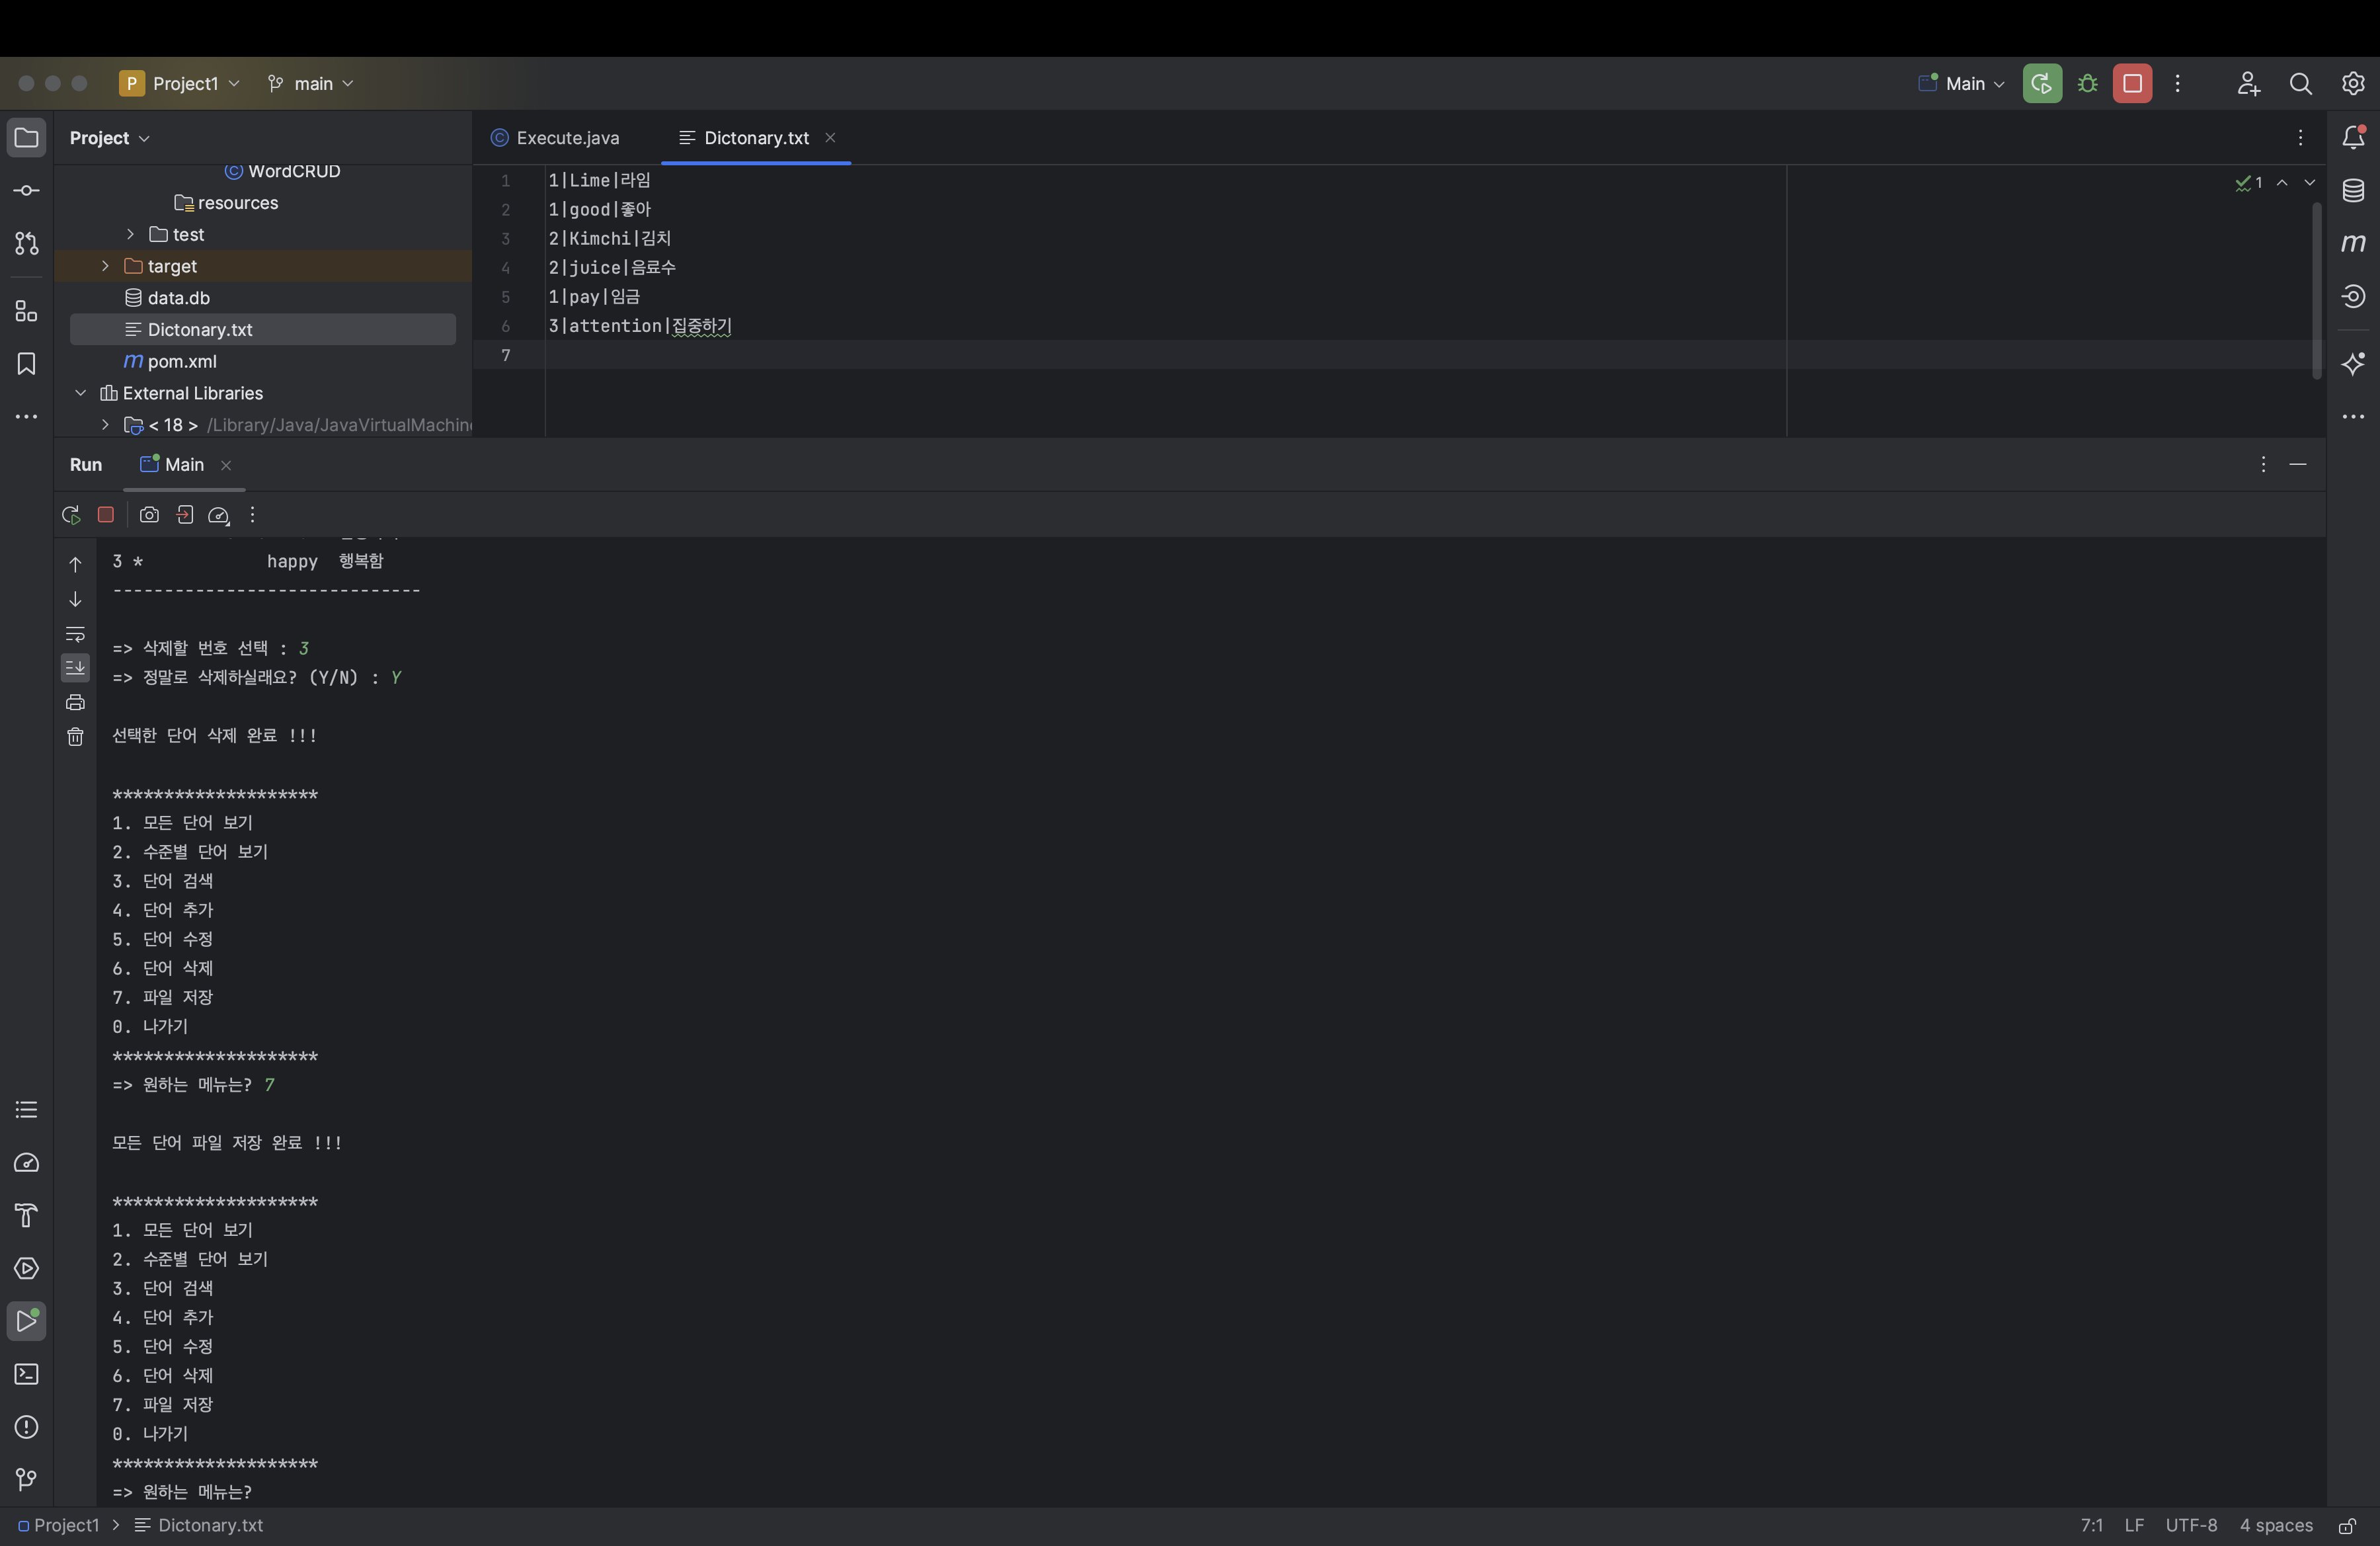 P Project1 main Main
Project
Execute.java Dictonary.txt
WordCRUD
resources
test
target
data.db
Dictonary.txt
m pom.xml
External Libraries
< 18 > /Library/Java/JavaVirtualMachine
1 1|Lime|라임
2 1|good|좋아
3 2|Kimchi|김치
4 2|juice|음료수
5 1|pay|임금
6 3|attention|집중하기
7
1
m
Run Main
3 * happy 행복함
------------------------------
=> 삭제할 번호 선택 : 3
=> 정말로 삭제하실래요? (Y/N) : Y
선택한 단어 삭제 완료 !!!
********************
1. 모든 단어 보기
2. 수준별 단어 보기
3. 단어 검색
4. 단어 추가
5. 단어 수정
6. 단어 삭제
7. 파일 저장
0. 나가기
********************
=> 원하는 메뉴는? 7
모든 단어 파일 저장 완료 !!!
********************
1. 모든 단어 보기
2. 수준별 단어 보기
3. 단어 검색
4. 단어 추가
5. 단어 수정
6. 단어 삭제
7. 파일 저장
0. 나가기
********************
=> 원하는 메뉴는?
Project1 > Dictonary.txt
7:1 LF UTF-8 4 spaces